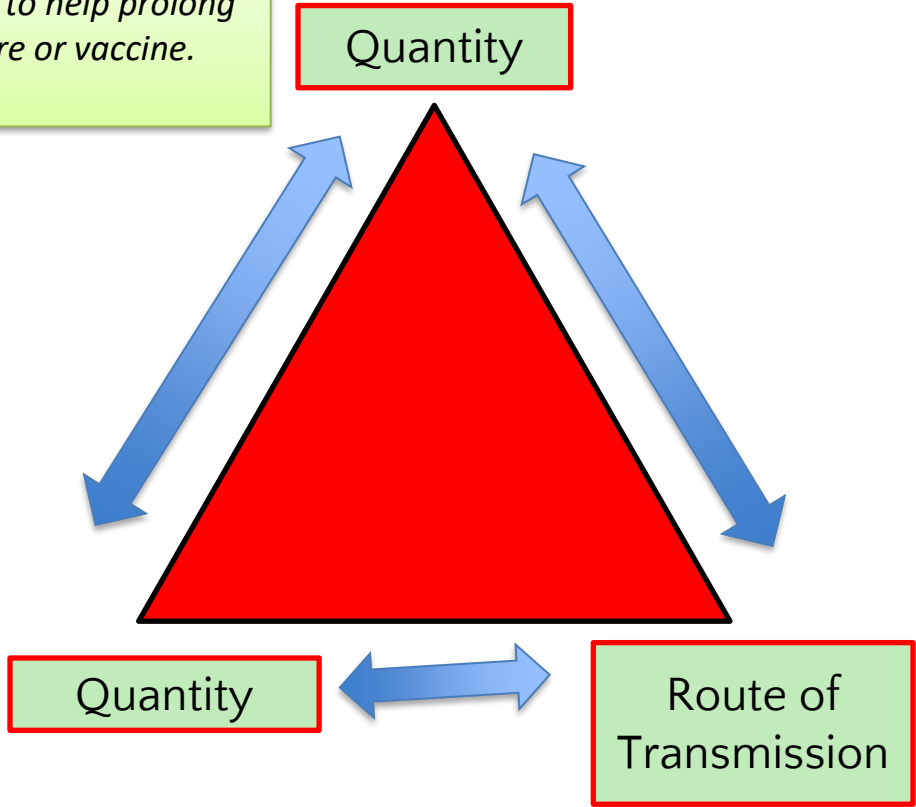 to help prolong
re or vaccine.
Quantity
Quantity
Route of
Transmission